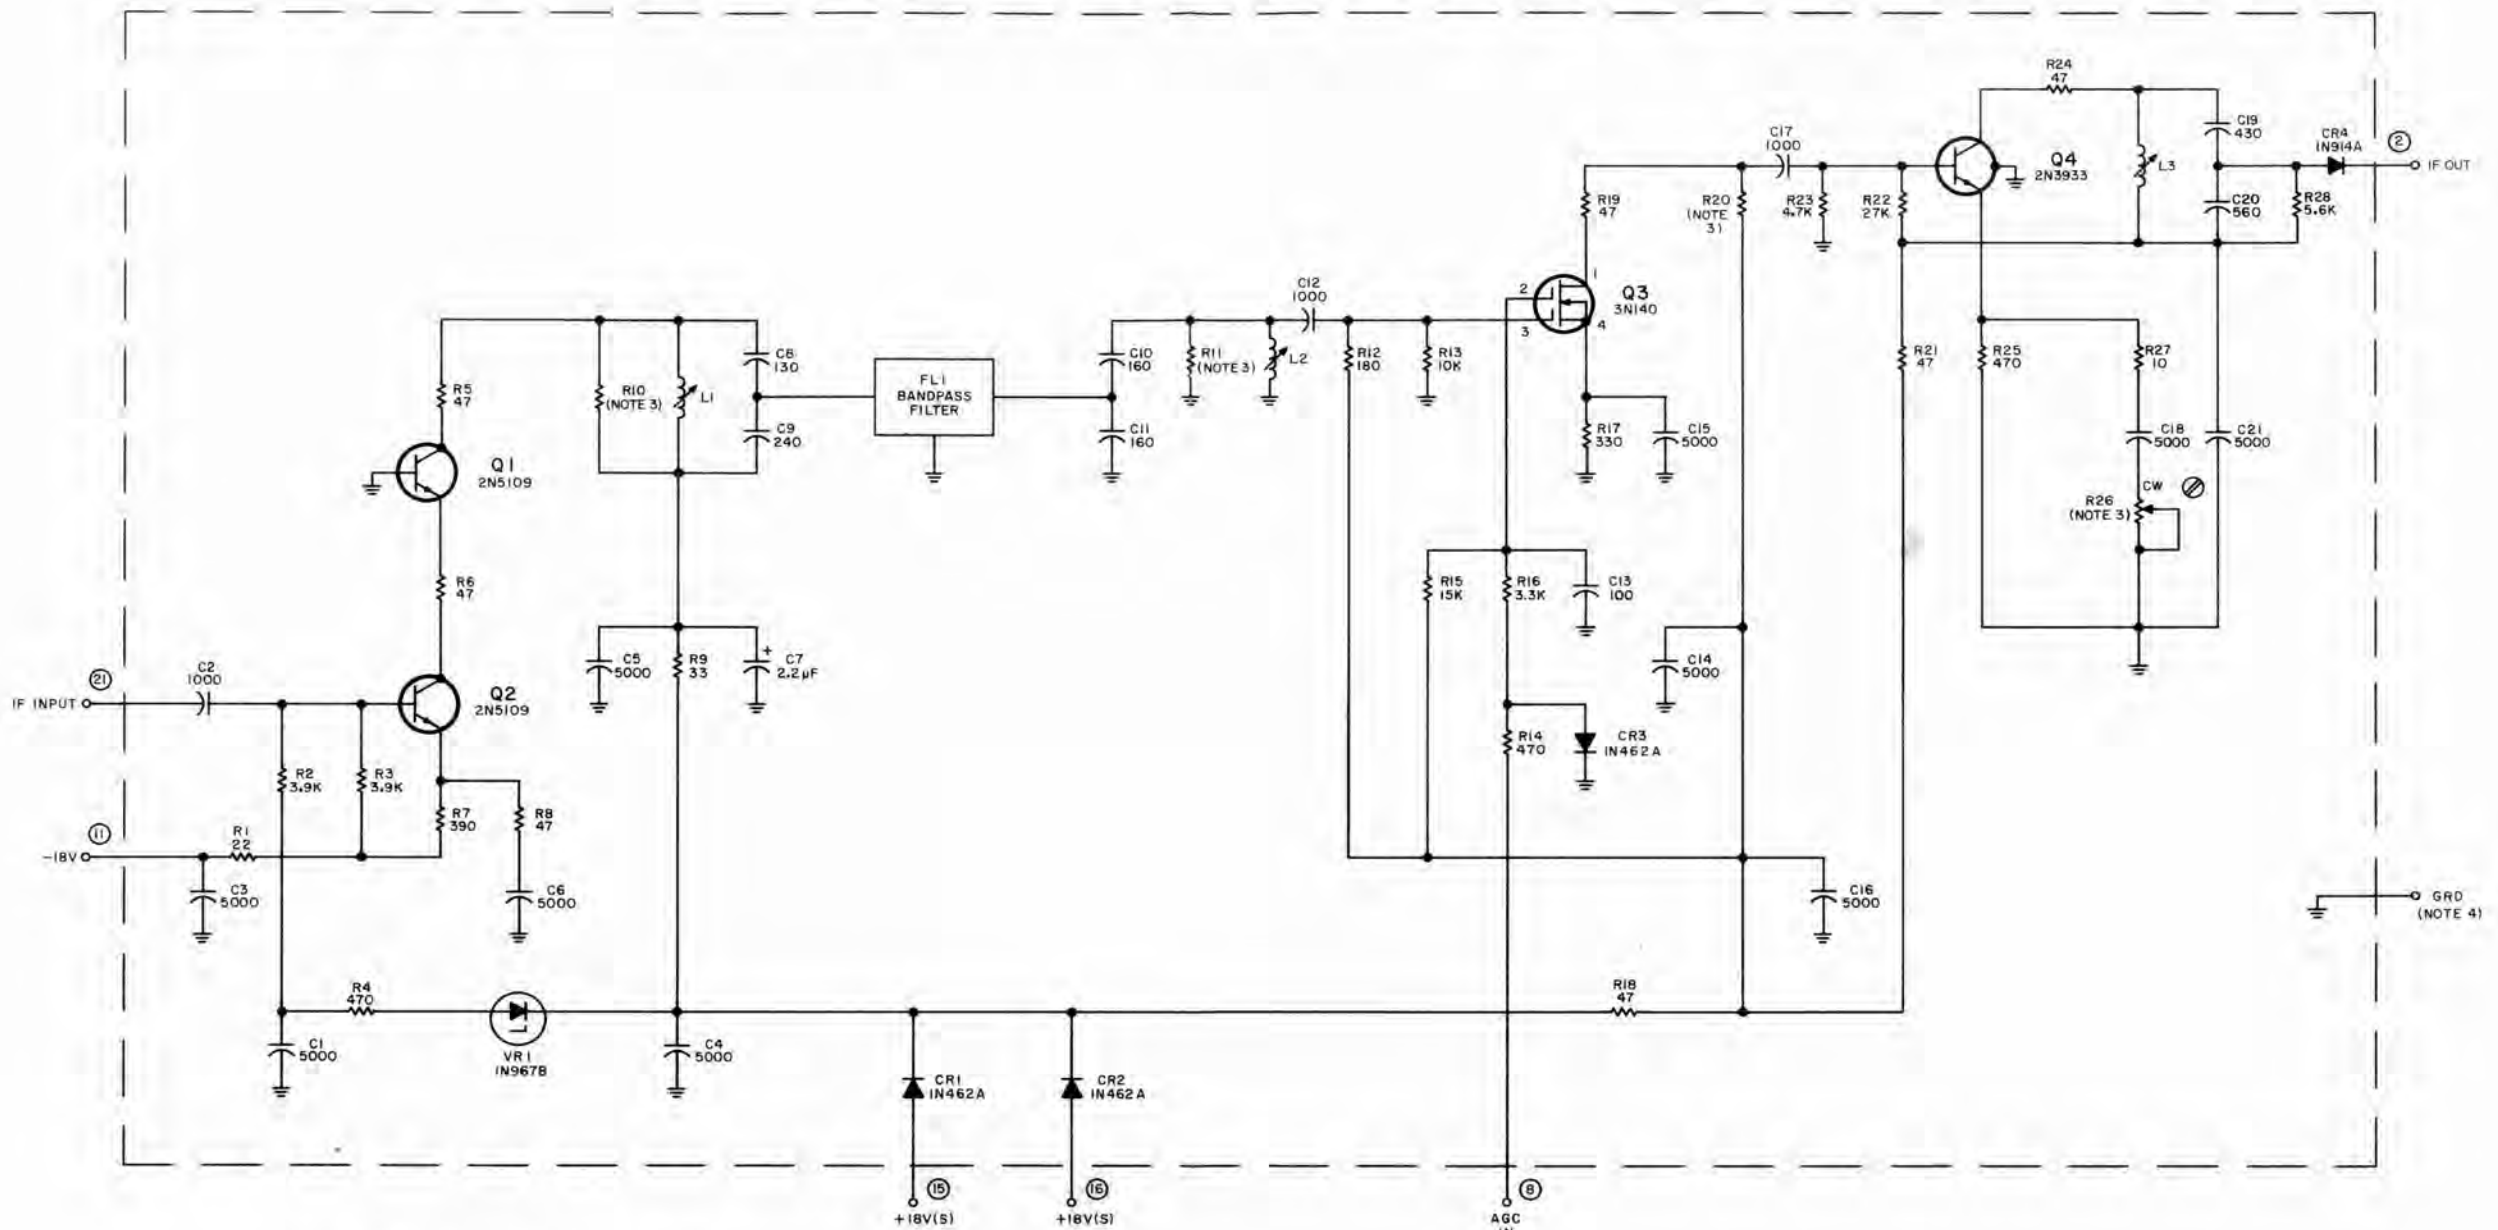 R24
47
C19
430
CR4
1N914A
2
IF OUT
C17
1000
Q4
2N3933
L3
R19
47
R20
(NOTE
3)
R23
4.7K
R22
27K
C20
560
R28
5.6K
C12
1000
1
2
3
4
Q3
3N140
C8
130
C10
160
R11
(NOTE 3)
L2
R12
180
R13
10K
R21
47
R25
470
R27
10
R5
47
R10
(NOTE 3)
L1
FL1
BANDPASS
FILTER
C9
240
C11
160
R17
330
C15
5000
C18
5000
C21
5000
Q1
2N5109
CW
R26
(NOTE 3)
R6
47
R15
15K
R16
3.3K
C13
100
C5
5000
R9
33
+
C7
2.2µF
C14
5000
21
IF INPUT
C2
1000
Q2
2N5109
R14
470
CR3
1N462A
R2
3.9K
R3
3.9K
R7
390
R8
47
11
-18V
R1
22
C3
5000
C6
5000
C16
5000
GRD
(NOTE 4)
R4
470
R18
47
C1
5000
VR1
1N967B
C4
5000
CR1
1N462A
CR2
1N462A
15
+18V(S)
16
+18V(S)
8
AGC